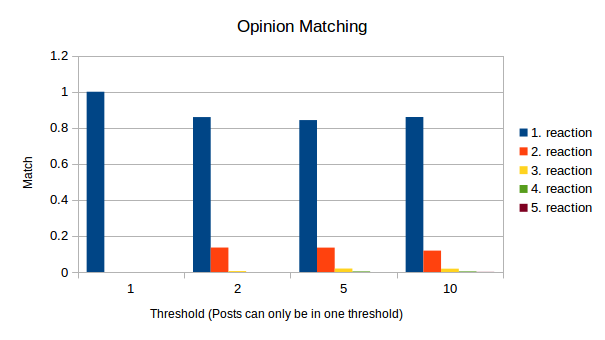 Opinion Matching
1.2
1
0.8
0.6
0.4
0.2
0
Match
1
2
5
10
Threshold (Posts can only be in one threshold)
1. reaction
2. reaction
3. reaction
4. reaction
5. reaction